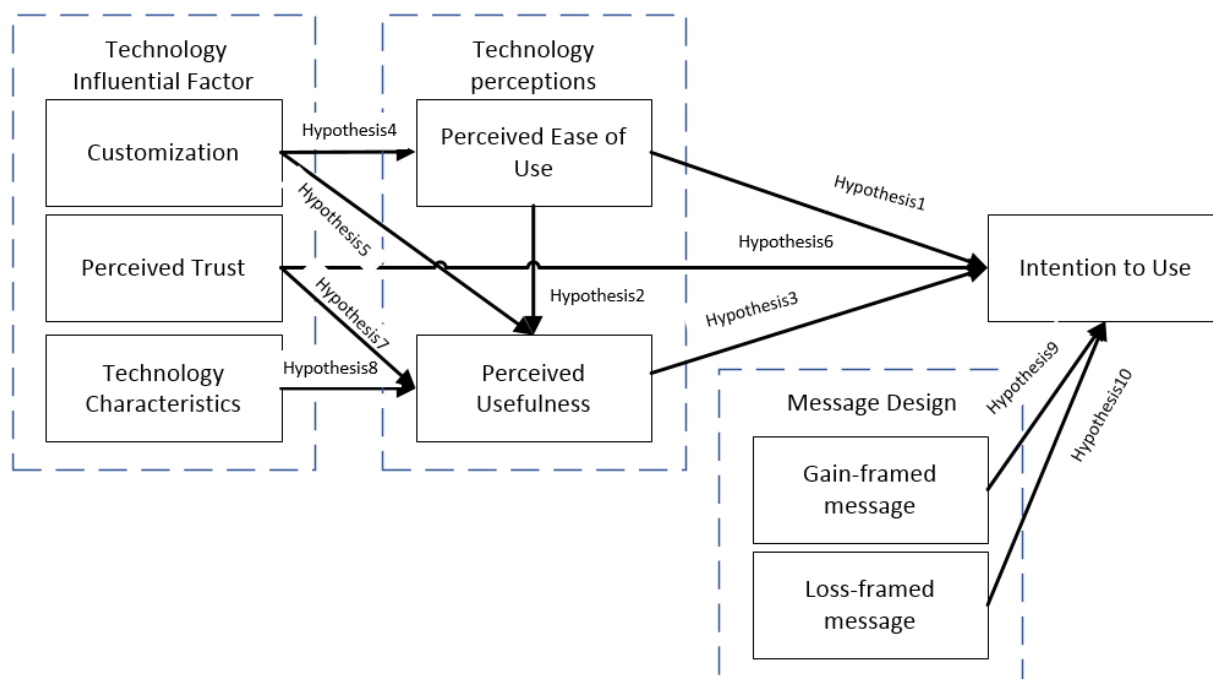 Technology
Influential Factor
Customization
Perceived Trust
Technology
Characteristics
Hypothesis4
Hypothesis5
Hypothesis7
Hypothesis8
Technology
perceptions
Perceived Ease of
Use
Hypothesis2
Perceived
Usefulness
Hypothesis1
Hypothesis6
Hypothesis3
Intention to Use
Message Design
Gain-framed
message
Loss-framed
message
Hypothesis9
Hypothesis10